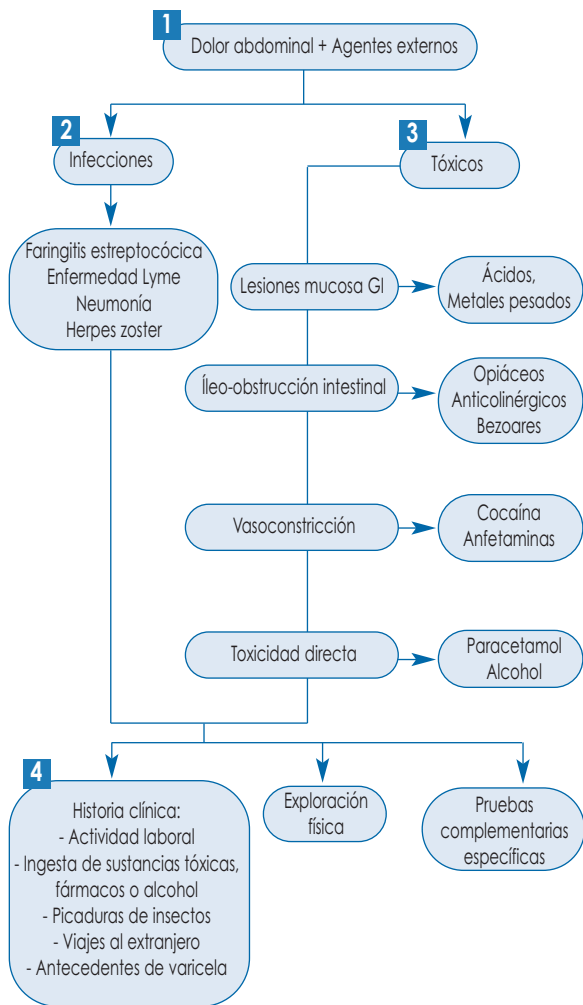 1
Dolor abdominal + Agentes externos
2
Infecciones
3
Tóxicos
Faringitis estreptocócica
Enfermedad Lyme
Neumonía
Herpes zoster
Lesiones mucosa GI
Ácidos,
Metales pesados
Íleo-obstrucción intestinal
Opiáceos
Anticolinérgicos
Bezoares
Vasoconstricción
Cocaína
Anfetaminas
Toxicidad directa
Paracetamol
Alcohol
4
Historia clínica:
- Actividad laboral
- Ingesta de sustancias tóxicas,
fármacos o alcohol
- Picaduras de insectos
- Viajes al extranjero
- Antecedentes de varicela
Exploración
física
Pruebas
complementarias
específicas